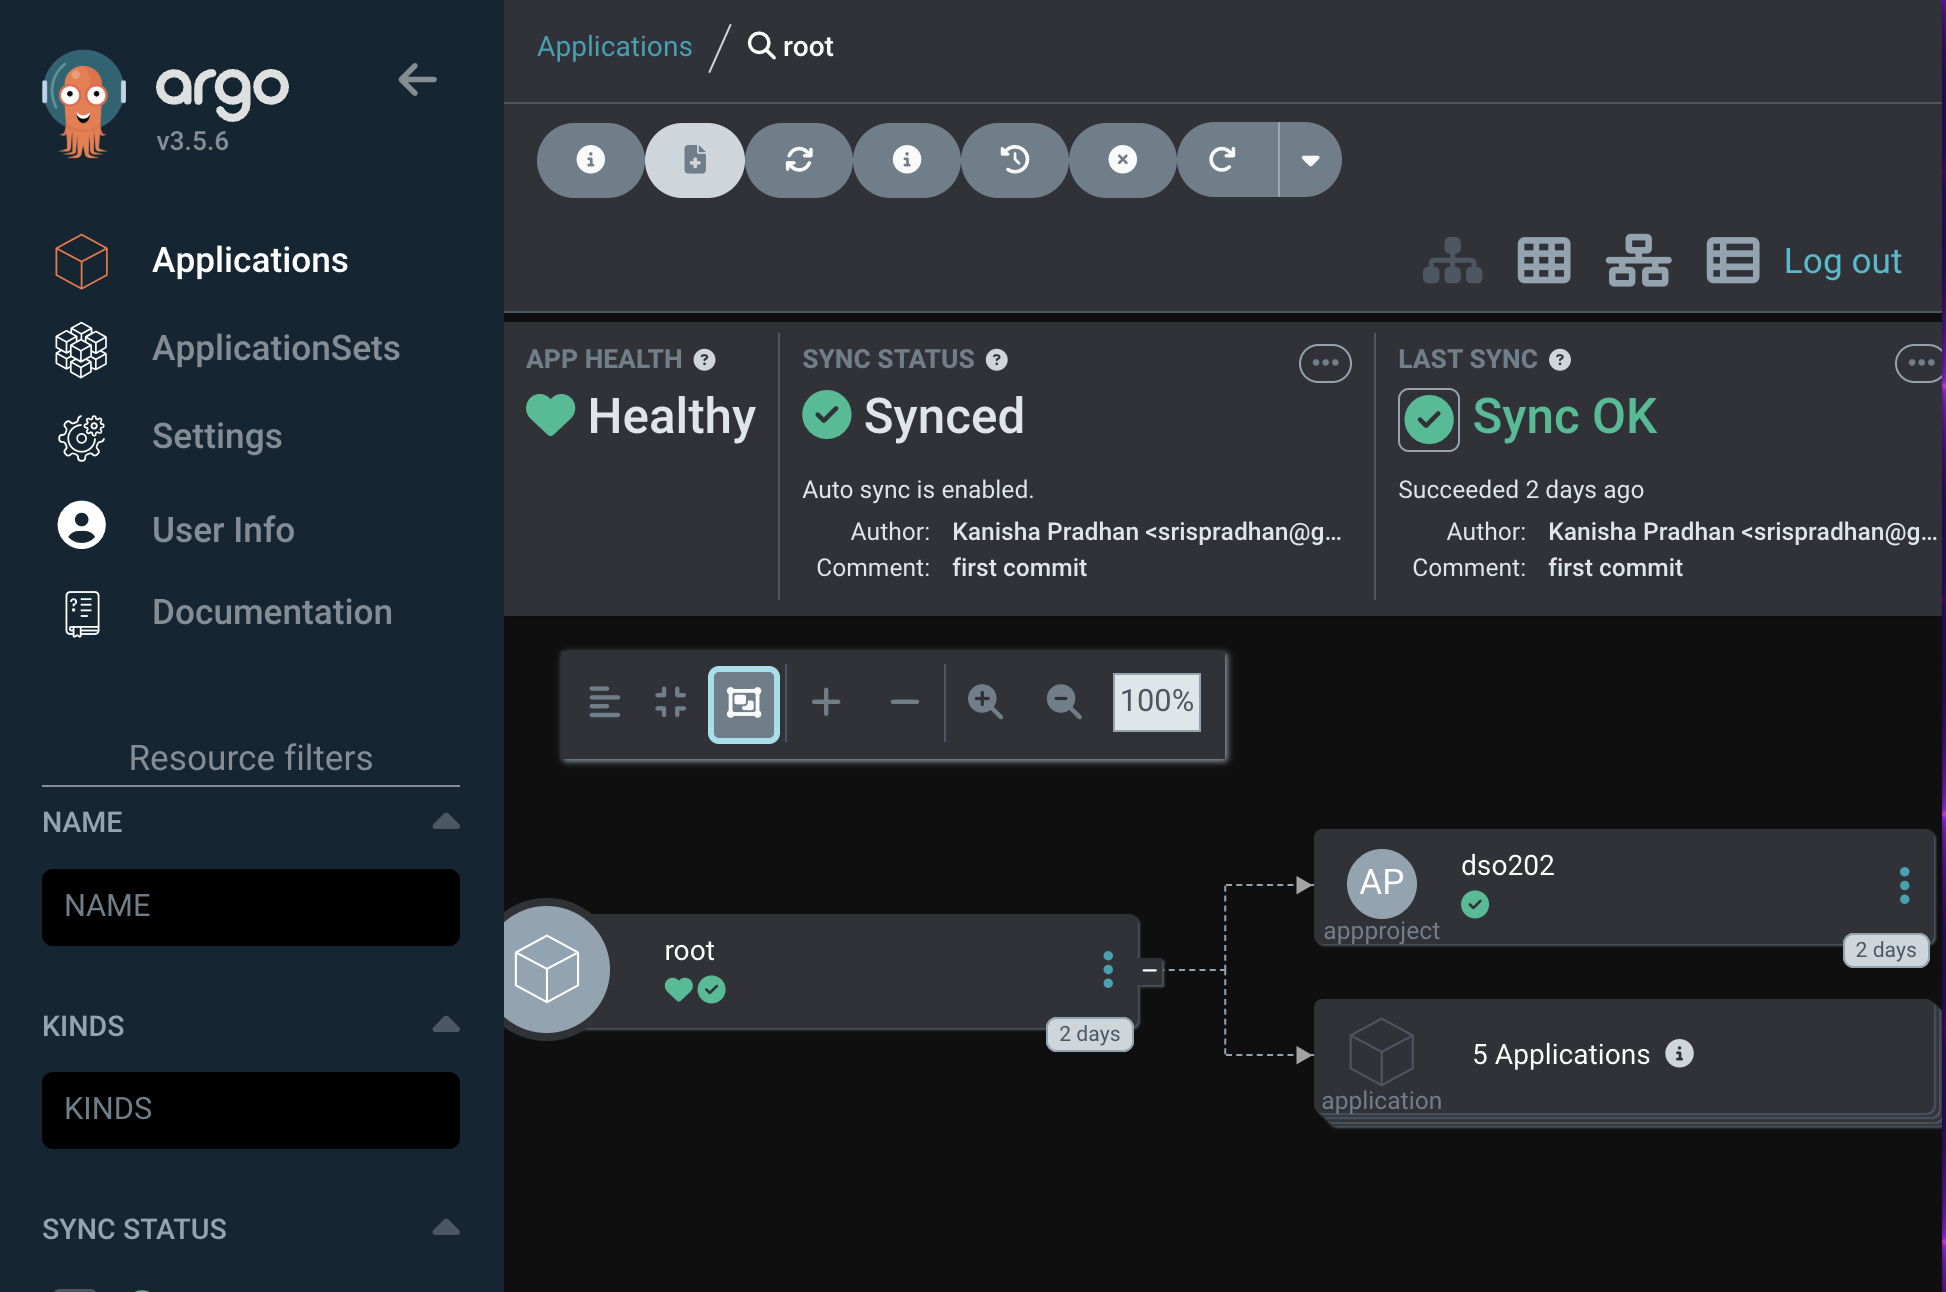 argo
v3.5.6
Applications
ApplicationSets
Settings
User Info
Documentation
Resource filters
NAME
NAME
KINDS
KINDS
SYNC STATUS
Applications / root
Log out
APP HEALTH
Healthy
SYNC STATUS
Synced
Auto sync is enabled.
Author: Kanisha Pradhan <srispradhan@g...
Comment: first commit
LAST SYNC
Sync OK
Succeeded 2 days ago
Author: Kanisha Pradhan <srispradhan@g...
Comment: first commit
100%
root
2 days
AP
dso202
appproject
2 days
5 Applications
application